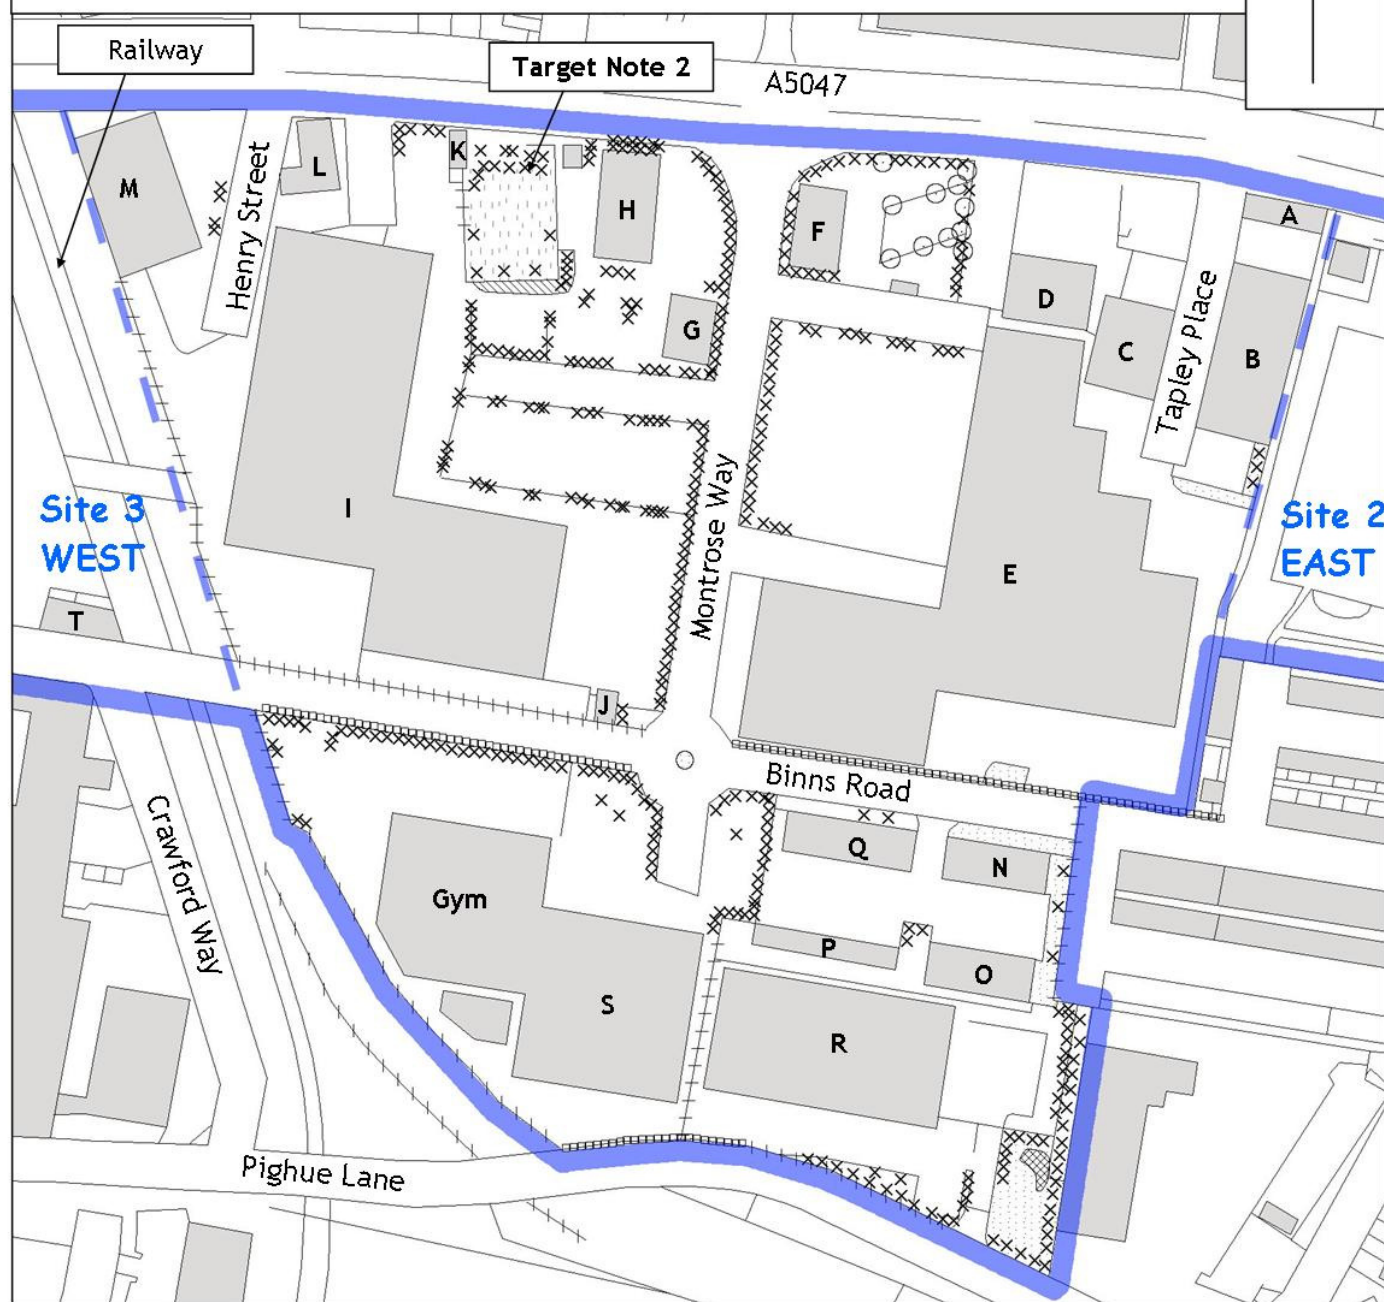 Railway
Target Note 2
A5047
K
L
M
H
A
F
Henry Street
D
G
Tapley Place
C
B
Site 3
WEST
I
Montrose Way
Site 2
EAST
E
T
J
Binns Road
Crawford Way
Q
N
Gym
P
O
S
R
Pighue Lane